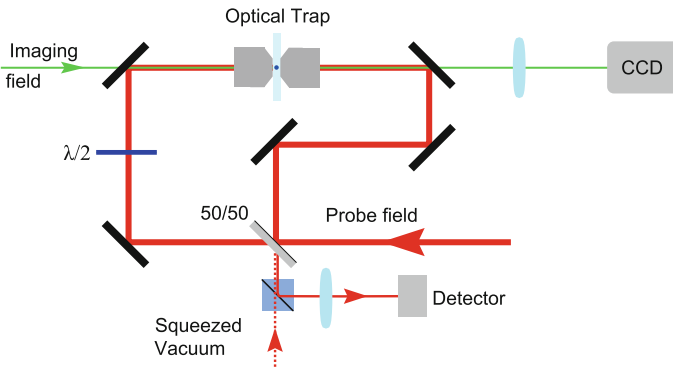 Optical Trap
Imaging
field
CCD
λ/2
50/50
Probe field
Detector
Squeezed
Vacuum